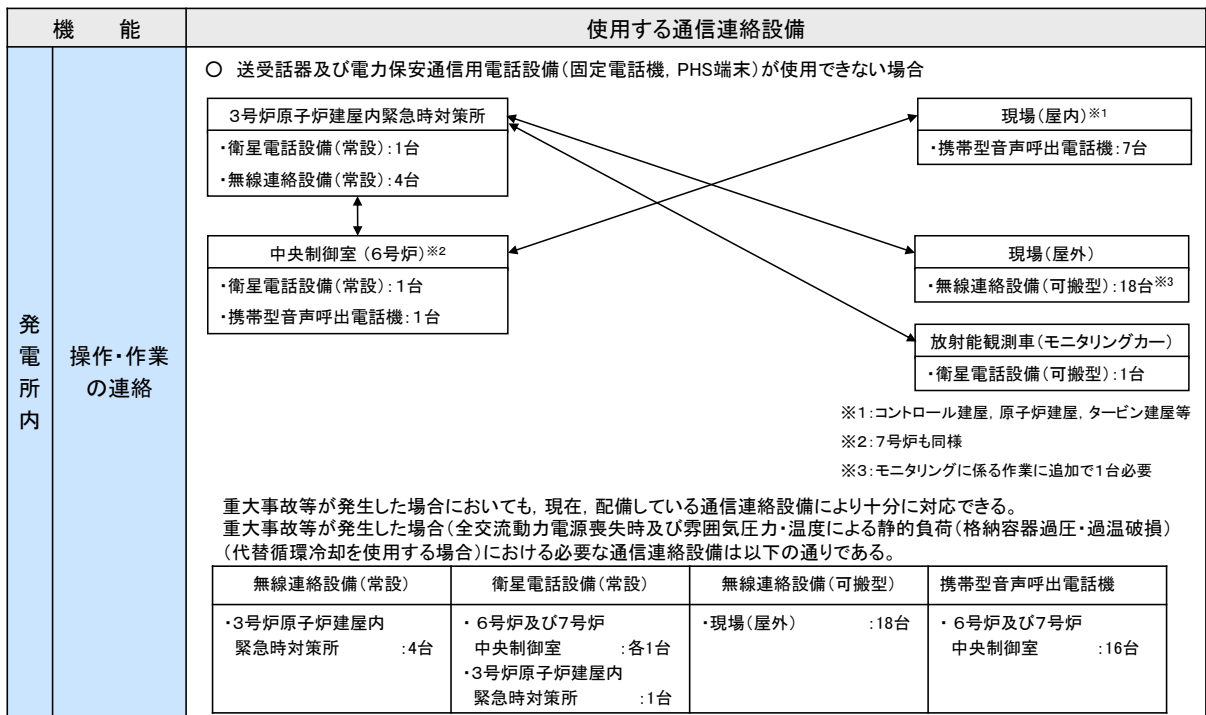 機　能
使用する通信連絡設備
発電所内
操作・作業
の連絡
○ 送受話器及び電力保安通信用電話設備(固定電話機，PHS端末)が使用できない場合
3号炉原子炉建屋内緊急時対策所
・衛星電話設備(常設):1台
・無線連絡設備(常設):4台
現場(屋内)※1
・携帯型音声呼出電話機:7台
中央制御室 (6号炉)※2
・衛星電話設備(常設):1台
・携帯型音声呼出電話機:1台
現場(屋外)
・無線連絡設備(可搬型):18台※3
放射能観測車(モニタリングカー)
・衛星電話設備(可搬型):1台
※1:コントロール建屋，原子炉建屋，タービン建屋等
※2:7号炉も同様
※3:モニタリングに係る作業に追加で1台必要
重大事故等が発生した場合においても，現在，配備している通信連絡設備により十分に対応できる。
重大事故等が発生した場合(全交流動力電源喪失時及び雰囲気圧力・温度による静的負荷(格納容器過圧・過温破損)
(代替循環冷却を使用する場合)における必要な通信連絡設備は以下の通りである。
無線連絡設備(常設)
衛星電話設備(常設)
無線連絡設備(可搬型)
携帯型音声呼出電話機
・3号炉原子炉建屋内
緊急時対策所 :4台
・6号炉及び7号炉
中央制御室 :各1台
・3号炉原子炉建屋内
緊急時対策所 :1台
・現場(屋外) :18台
・6号炉及び7号炉
中央制御室 :16台